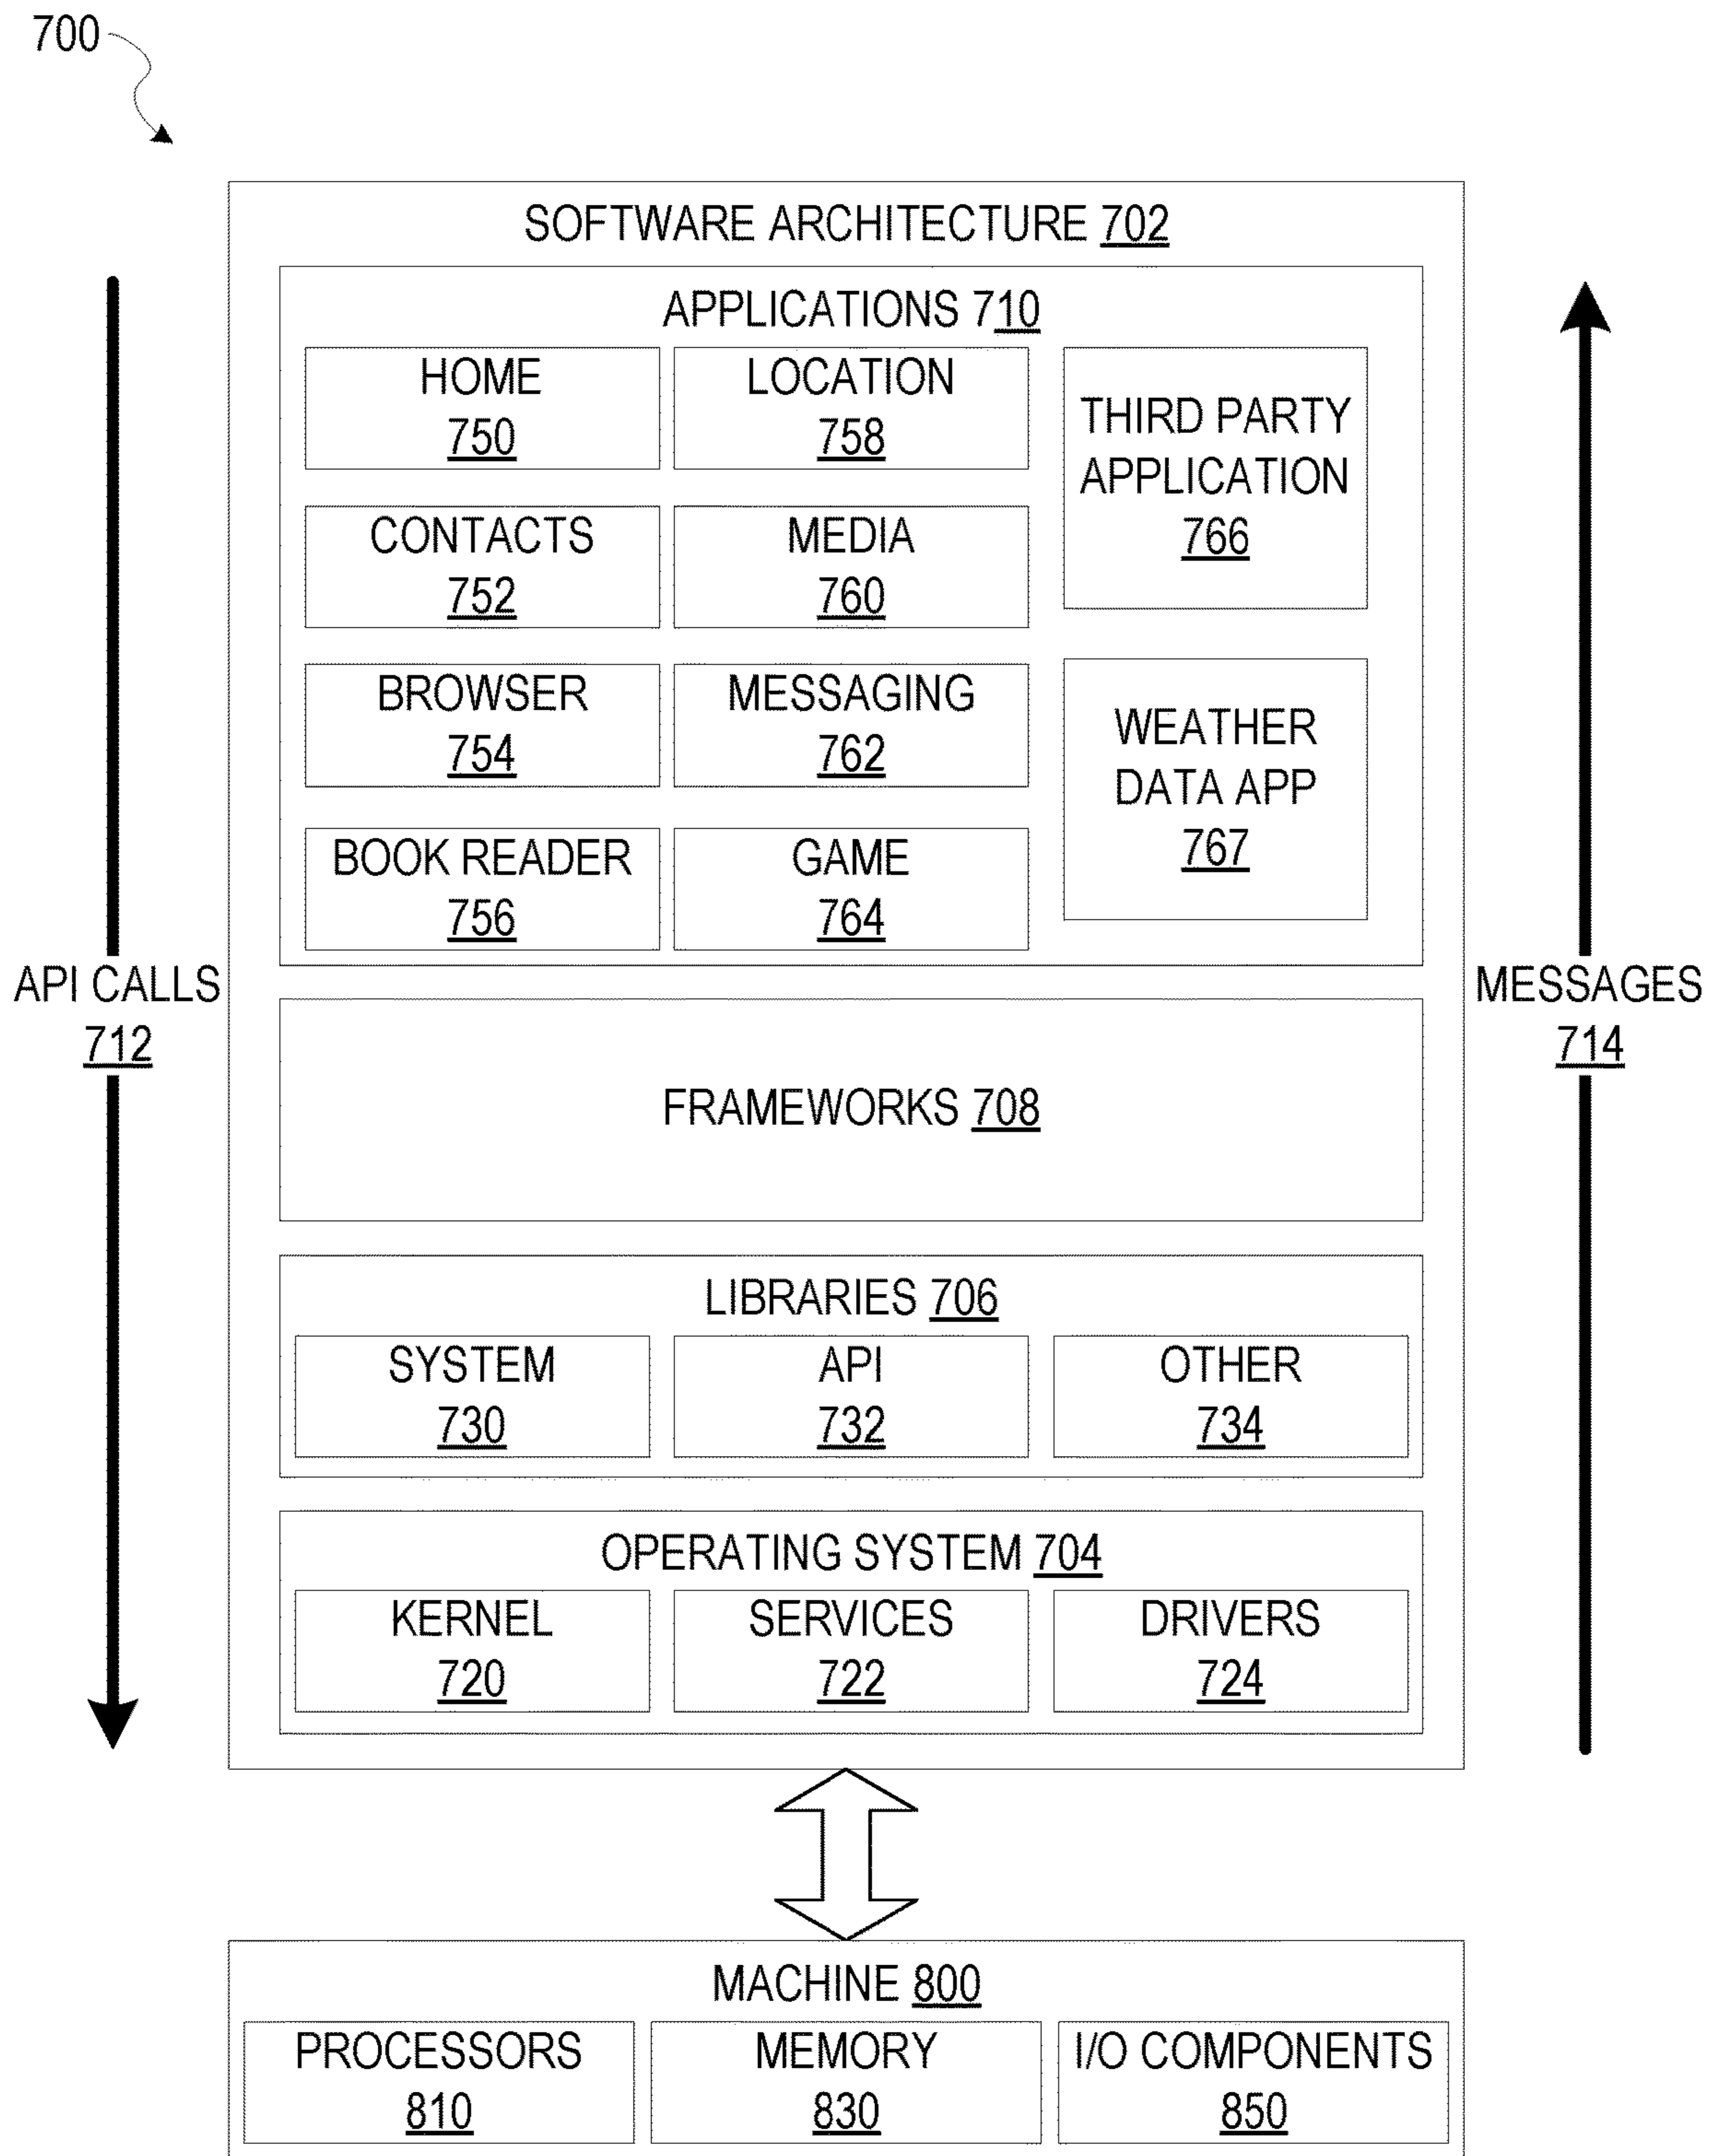 700
SOFTWARE ARCHITECTURE 702
APPLICATIONS 710
HOME
750
LOCATION
758
THIRD PARTY
APPLICATION
766
CONTACTS
752
MEDIA
760
BROWSER
754
MESSAGING
762
WEATHER
DATA APP
767
BOOK READER
756
GAME
764
API CALLS
712
MESSAGES
714
FRAMEWORKS 708
LIBRARIES 706
SYSTEM
730
API
732
OTHER
734
OPERATING SYSTEM 704
KERNEL
720
SERVICES
722
DRIVERS
724
MACHINE 800
PROCESSORS
810
MEMORY
830
I/O COMPONENTS
850